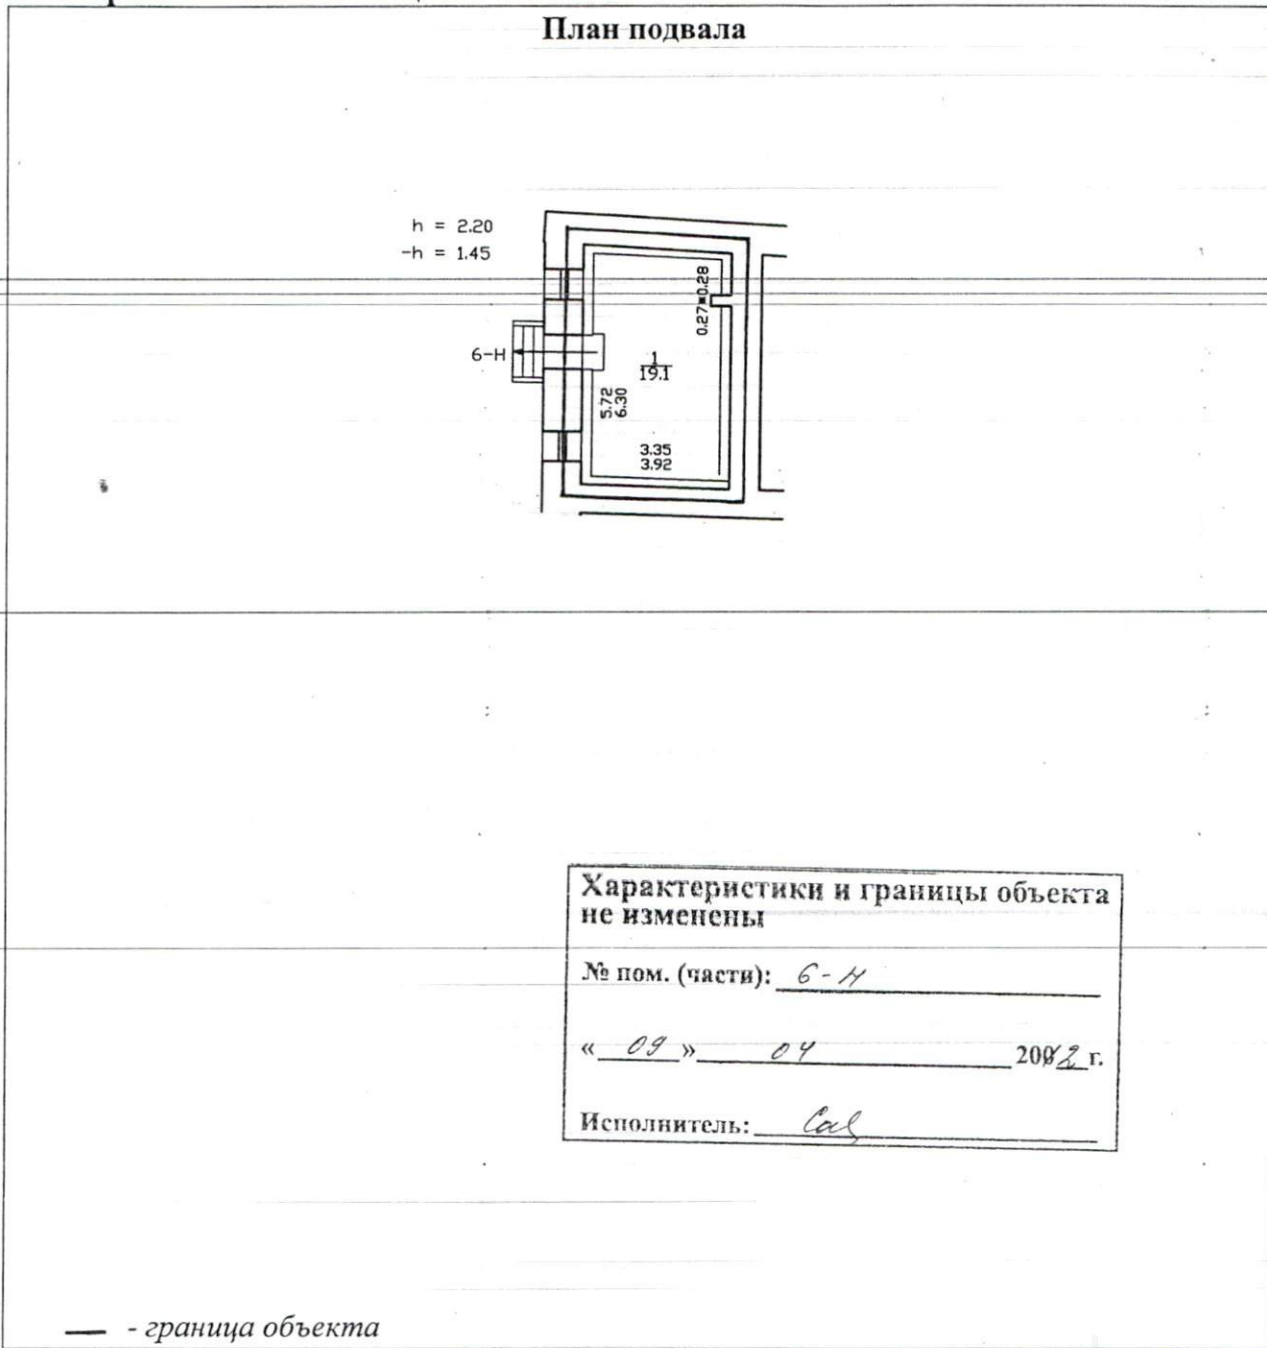 План подвала
h = 2.20
-h = 1.45
0.27*0.28
6-Н
1
19.1
5.72
6.30
3.35
3.92
Характеристики и границы объекта
не изменены
№ пом. (части): 6-Н
« 09 » 04 2012 г.
Исполнитель:
— - граница объекта